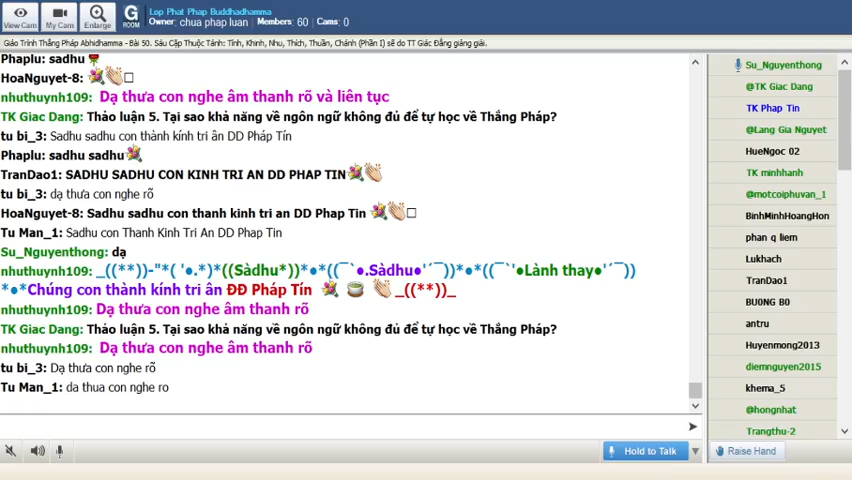 Lop Phat Phap Buddhadhamma
Owner: chua phap luan Members: 60 Cams: 0
View Cam
My Cam
Enlarge
G
ROOM
Giáo Trình Thắng Pháp Abhidhamma - Bài 50. Sáu Cặp Thuộc Tánh: Tĩnh, Khinh, Nhu, Thích, Thuần, Chánh (Phần I) sẽ do TT Giác Đẳng giảng giải.
Phaplu: sadhu
HoaNguyet-8:
nhuthuynh109: Dạ thưa con nghe âm thanh rõ và liên tục
TK Giac Dang: Thảo luận 5. Tại sao khả năng về ngôn ngữ không đủ để tự học về Thắng Pháp?
tu bi_3: Sadhu sadhu con thành kính tri ân DD Pháp Tín
Phaplu: sadhu sadhu
TranDao1: SADHU SADHU CON KINH TRI AN DD PHAP TIN
tu bi_3: dạ thưa con nghe rõ
HoaNguyet-8: Sadhu sadhu con thanh kinh tri an DD Phap Tin
Tu Man_1: Sadhu con Thanh Kinh Tri An DD Phap Tin
Su_Nguyenthong: dạ
nhuthuynh109: _((**))-"*( '●.*)*((Sàdhu*))*●*((¯`●.Sàdhu●'´¯))*●*((¯`'●Lành thay●'´¯))
*●*Chúng con thành kính tri ân ĐĐ Pháp Tín _((**))_
nhuthuynh109: Dạ thưa con nghe âm thanh rõ
TK Giac Dang: Thảo luận 5. Tại sao khả năng về ngôn ngữ không đủ để tự học về Thắng Pháp?
nhuthuynh109: Dạ thưa con nghe âm thanh rõ
tu bi_3: Dạ thưa con nghe rõ
Tu Man_1: da thua con nghe ro
Su_Nguyenthong
@TK Giac Dang
TK Phap Tin
@Lang Gia Nguyet
HueNgoc 02
TK minhhanh
@motcoiphuvan_1
BinhMinhHoangHon
phan q liem
Lukhach
TranDao1
BU0NG B0
antru
Huyenmong2013
diemnguyen2015
khema_5
@hongnhat
Trangthu-2
Hold to Talk
Raise Hand